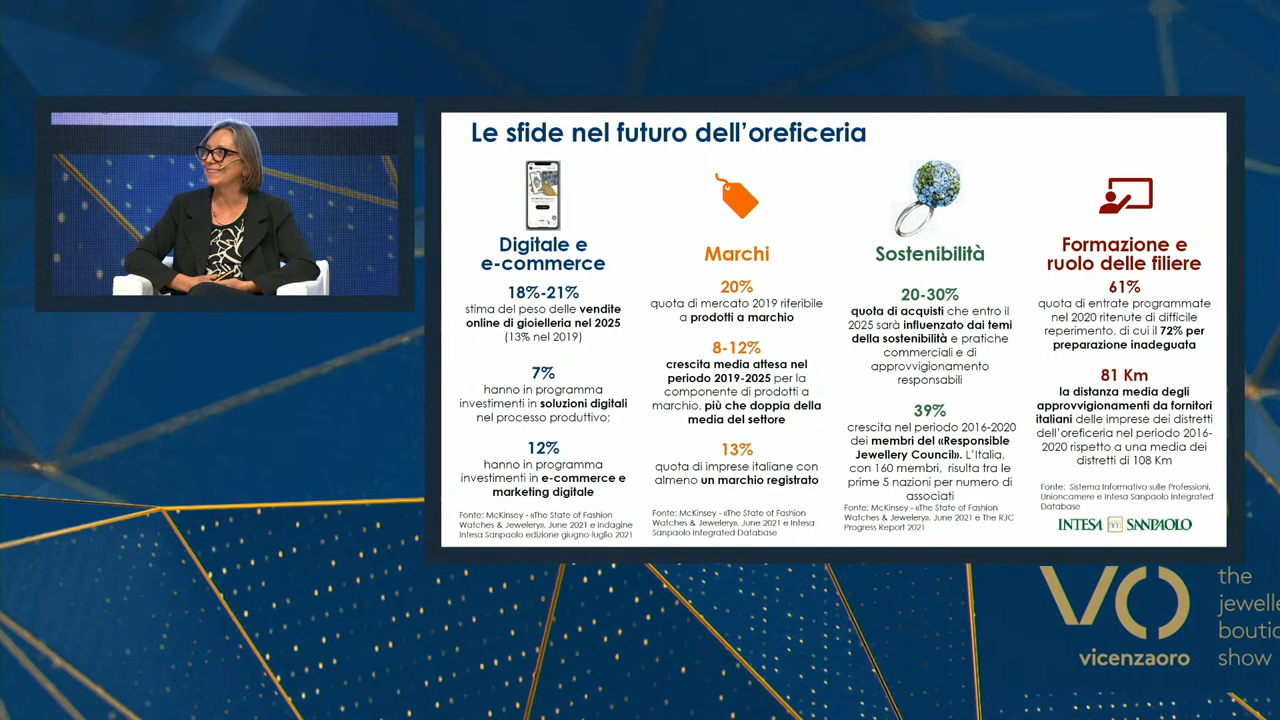 Le sfide nel futuro dell'oreficeria
Digitale e
e-commerce
18%-21%
stima del peso delle vendite
online di gioielleria nel 2025
(13% nel 2019)
7%
hanno in programma
investimenti in soluzioni digitali
nel processo produttivo;
12%
hanno in programma
investimenti in e-commerce e
marketing digitale
Fonte: McKinsey - «The State of Fashion
Watches & Jewelery», June 2021 e indagine
Intesa Sanpaolo edizione giugno-luglio 2021
Marchi
20%
quota di mercato 2019 riferibile
a prodotti a marchio
8-12%
crescita media attesa nel
periodo 2019-2025 per la
componente di prodotti a
marchio, più che doppia della
media del settore
13%
quota di imprese italiane con
almeno un marchio registrato
Fonte: McKinsey - «The State of Fashion
Watches & Jewelery», June 2021 e Intesa
Sanpaolo Integrated Database
Sostenibilità
20-30%
quota di acquisti che entro il
2025 sarà influenzato dai temi
della sostenibilità e pratiche
commerciali e di
approvvigionamento
responsabili
39%
crescita nel periodo 2016-2020
dei membri del «Responsible
Jewellery Council». L'Italia,
con 160 membri, risulta tra le
prime 5 nazioni per numero di
associati
Fonte: McKinsey - «The State of Fashion
Watches & Jewelery», June 2021 e The RJC
Progress Report 2021
Formazione e
ruolo delle filiere
61%
quota di entrate programmate
nel 2020 ritenute di difficile
reperimento, di cui il 72% per
preparazione inadeguata
81 Km
la distanza media degli
approvvigionamenti da fornitori
italiani delle imprese dei distretti
dell'oreficeria nel periodo 2016-
2020 rispetto a una media dei
distretti di 108 Km
Fonte: Sistema Informativo sulle Professioni,
Unioncamere e Intesa Sanpaolo Integrated
Database
INTESA SANPAOLO
VO
vicenzaoro
the
jewelle
boutic
show